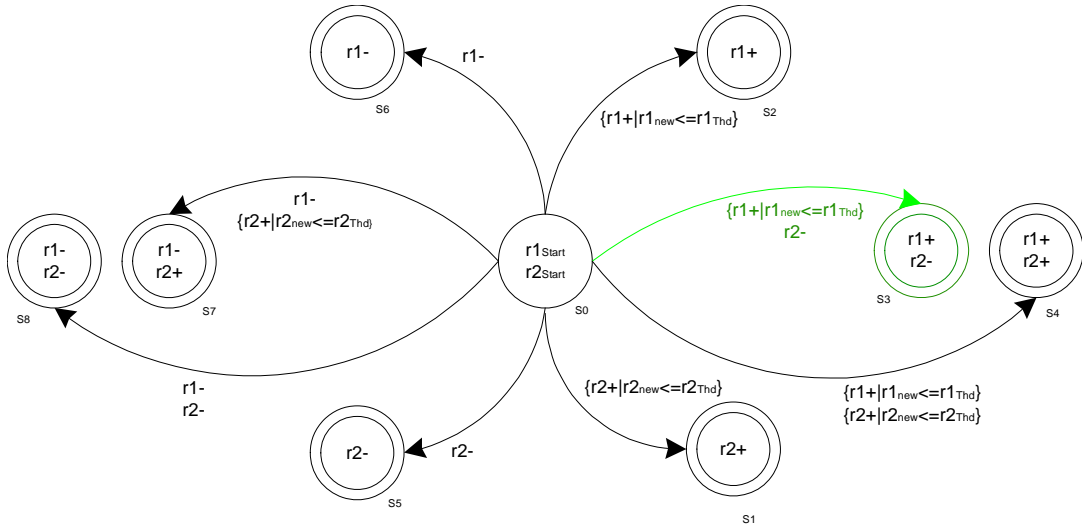 r1-
S6
r1-
r1+
S2
{r1+|r1new<=r1Thd}
r1-
{r2+|r2new<=r2Thd}
{r1+|r1new<=r1Thd}
r2-
r1-
r2-
S8
r1-
r2+
S7
r1Start
r2Start
S0
r1+
r2-
S3
r1+
r2+
S4
r1-
r2-
{r2+|r2new<=r2Thd}
{r1+|r1new<=r1Thd}
{r2+|r2new<=r2Thd}
r2-
S5
r2-
r2+
S1